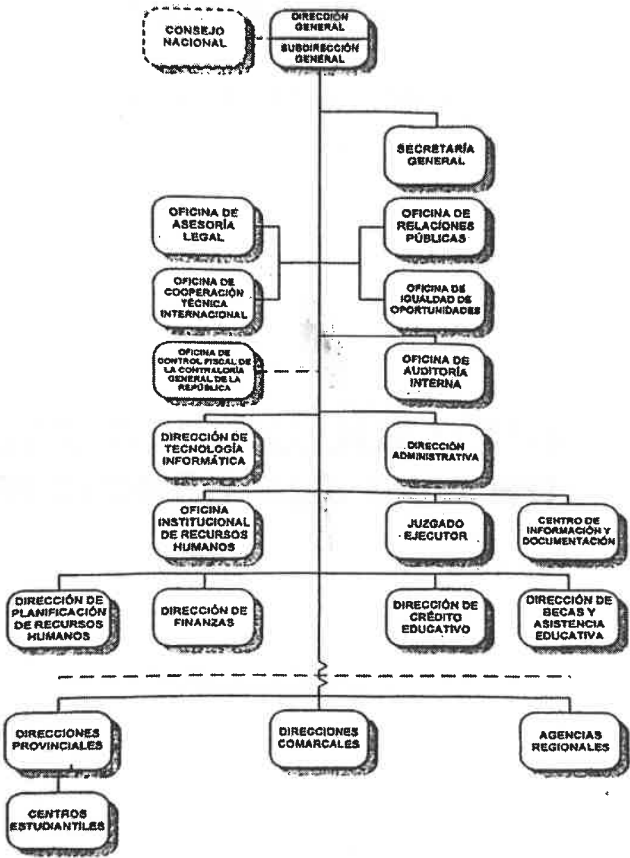 CONSEJO
NACIONAL
DIRECCIÓN
GENERAL
SUBDIRECCIÓN
GENERAL
SECRETARÍA
GENERAL
OFICINA DE
ASESORÍA
LEGAL
OFICINA DE
RELACIONES
PÚBLICAS
OFICINA DE
COOPERACIÓN
TÉCNICA
INTERNACIONAL
OFICINA DE
IGUALDAD DE
OPORTUNIDADES
OFICINA DE
CONTROL FISCAL DE
LA CONTRALORÍA
GENERAL DE LA
REPÚBLICA
OFICINA DE
AUDITORÍA
INTERNA
DIRECCIÓN DE
TECNOLOGÍA
INFORMÁTICA
DIRECCIÓN
ADMINISTRATIVA
OFICINA
INSTITUCIONAL
DE RECURSOS
HUMANOS
JUZGADO
EJECUTOR
CENTRO DE
INFORMACIÓN Y
DOCUMENTACIÓN
DIRECCIÓN DE
PLANIFICACIÓN
DE RECURSOS
HUMANOS
DIRECCIÓN DE
FINANZAS
DIRECCIÓN DE
CRÉDITO
EDUCATIVO
DIRECCIÓN DE
BECAS Y
ASISTENCIA
EDUCATIVA
DIRECCIONES
PROVINCIALES
DIRECCIONES
COMARCALES
AGENCIAS
REGIONALES
CENTROS
ESTUDIANTILES